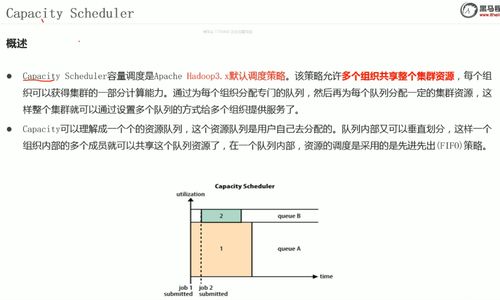 Capacity Scheduler
黑马程
概述
Capacity Scheduler容量调度是Apache Hadoop3.x默认调度策略。该策略允许多个组织共享整个集群资源，每个组
织可以获得集群的一部分计算能力。通过为每个组织分配专门的队列，然后再为每个队列分配一定的集群资源，这
样整个集群就可以通过设置多个队列的方式给多个组织提供服务了。
Capacity可以理解成一个个的资源队列，这个资源队列是用户自己去分配的。队列内部又可以垂直划分，这样一个
组织内部的多个成员就可以共享这个队列资源了，在一个队列内部，资源的调度是采用的是先进先出(FIFO)策略。
Capacity Scheduler
utilization
2
queue B
1
queue A
time
job 1
submitted
job 2
submitted